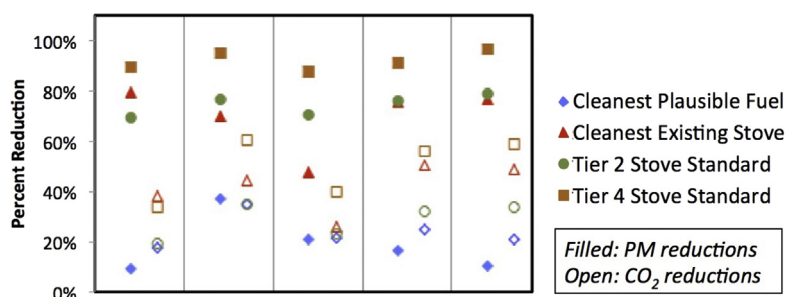 100%
80%
60%
40%
20%
0%
Percent Reduction
Cleanest Plausible Fuel
Cleanest Existing Stove
Tier 2 Stove Standard
Tier 4 Stove Standard
Filled: PM reductions
Open: CO₂ reductions